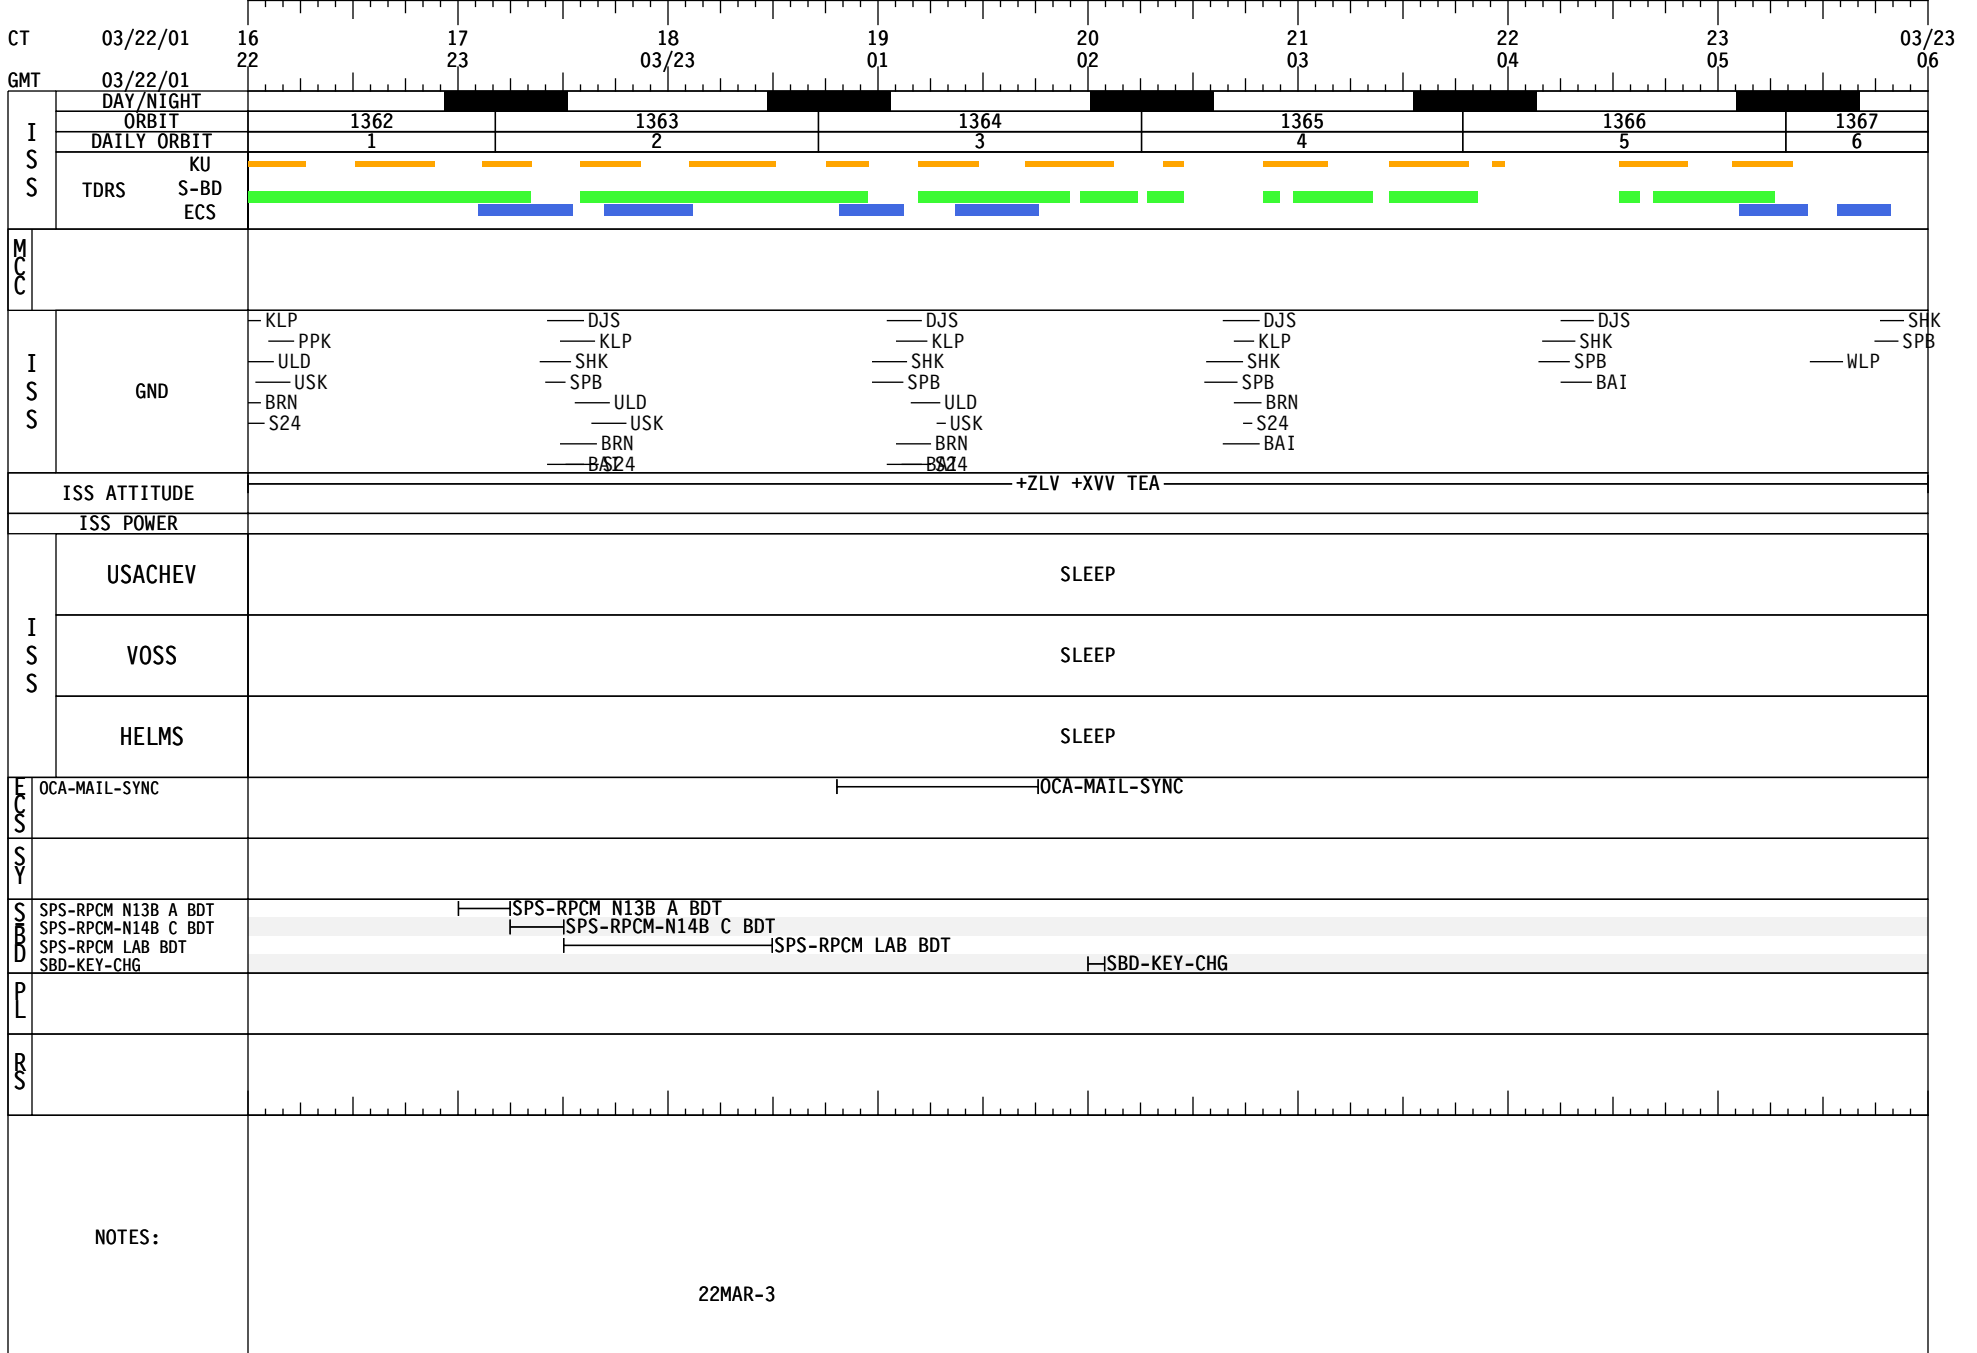 CT 03/22/01 16 17 18 19 20 21 22 23 03/23
22 23 03/23 01 02 03 04 05 06
GMT 03/22/01
DAY/NIGHT
ORBIT 1362 1363 1364 1365 1366 1367
DAILY ORBIT 1 2 3 4 5 6
ISS
KU
TDRS S-BD
ECS
MCC
KLP DJS DJS DJS DJS SHK
PPK KLP KLP KLP SHK SPB
ULD SHK SHK SHK SPB WLP
ISS GND USK SPB SPB SPB BAI
BRN ULD ULD BRN
S24 USK USK S24
BRN BRN BAI
BAI S24 BAI S24
ISS ATTITUDE +ZLV +XVV TEA
ISS POWER
USACHEV SLEEP
ISS VOSS SLEEP
HELMS SLEEP
ECS OCA-MAIL-SYNC OCA-MAIL-SYNC
SY
S-BD
SPS-RPCM N13B A BDT SPS-RPCM N13B A BDT
SPS-RPCM-N14B C BDT SPS-RPCM-N14B C BDT
SPS-RPCM LAB BDT SPS-RPCM LAB BDT
SBD-KEY-CHG SBD-KEY-CHG
PL
RS
NOTES:
22MAR-3